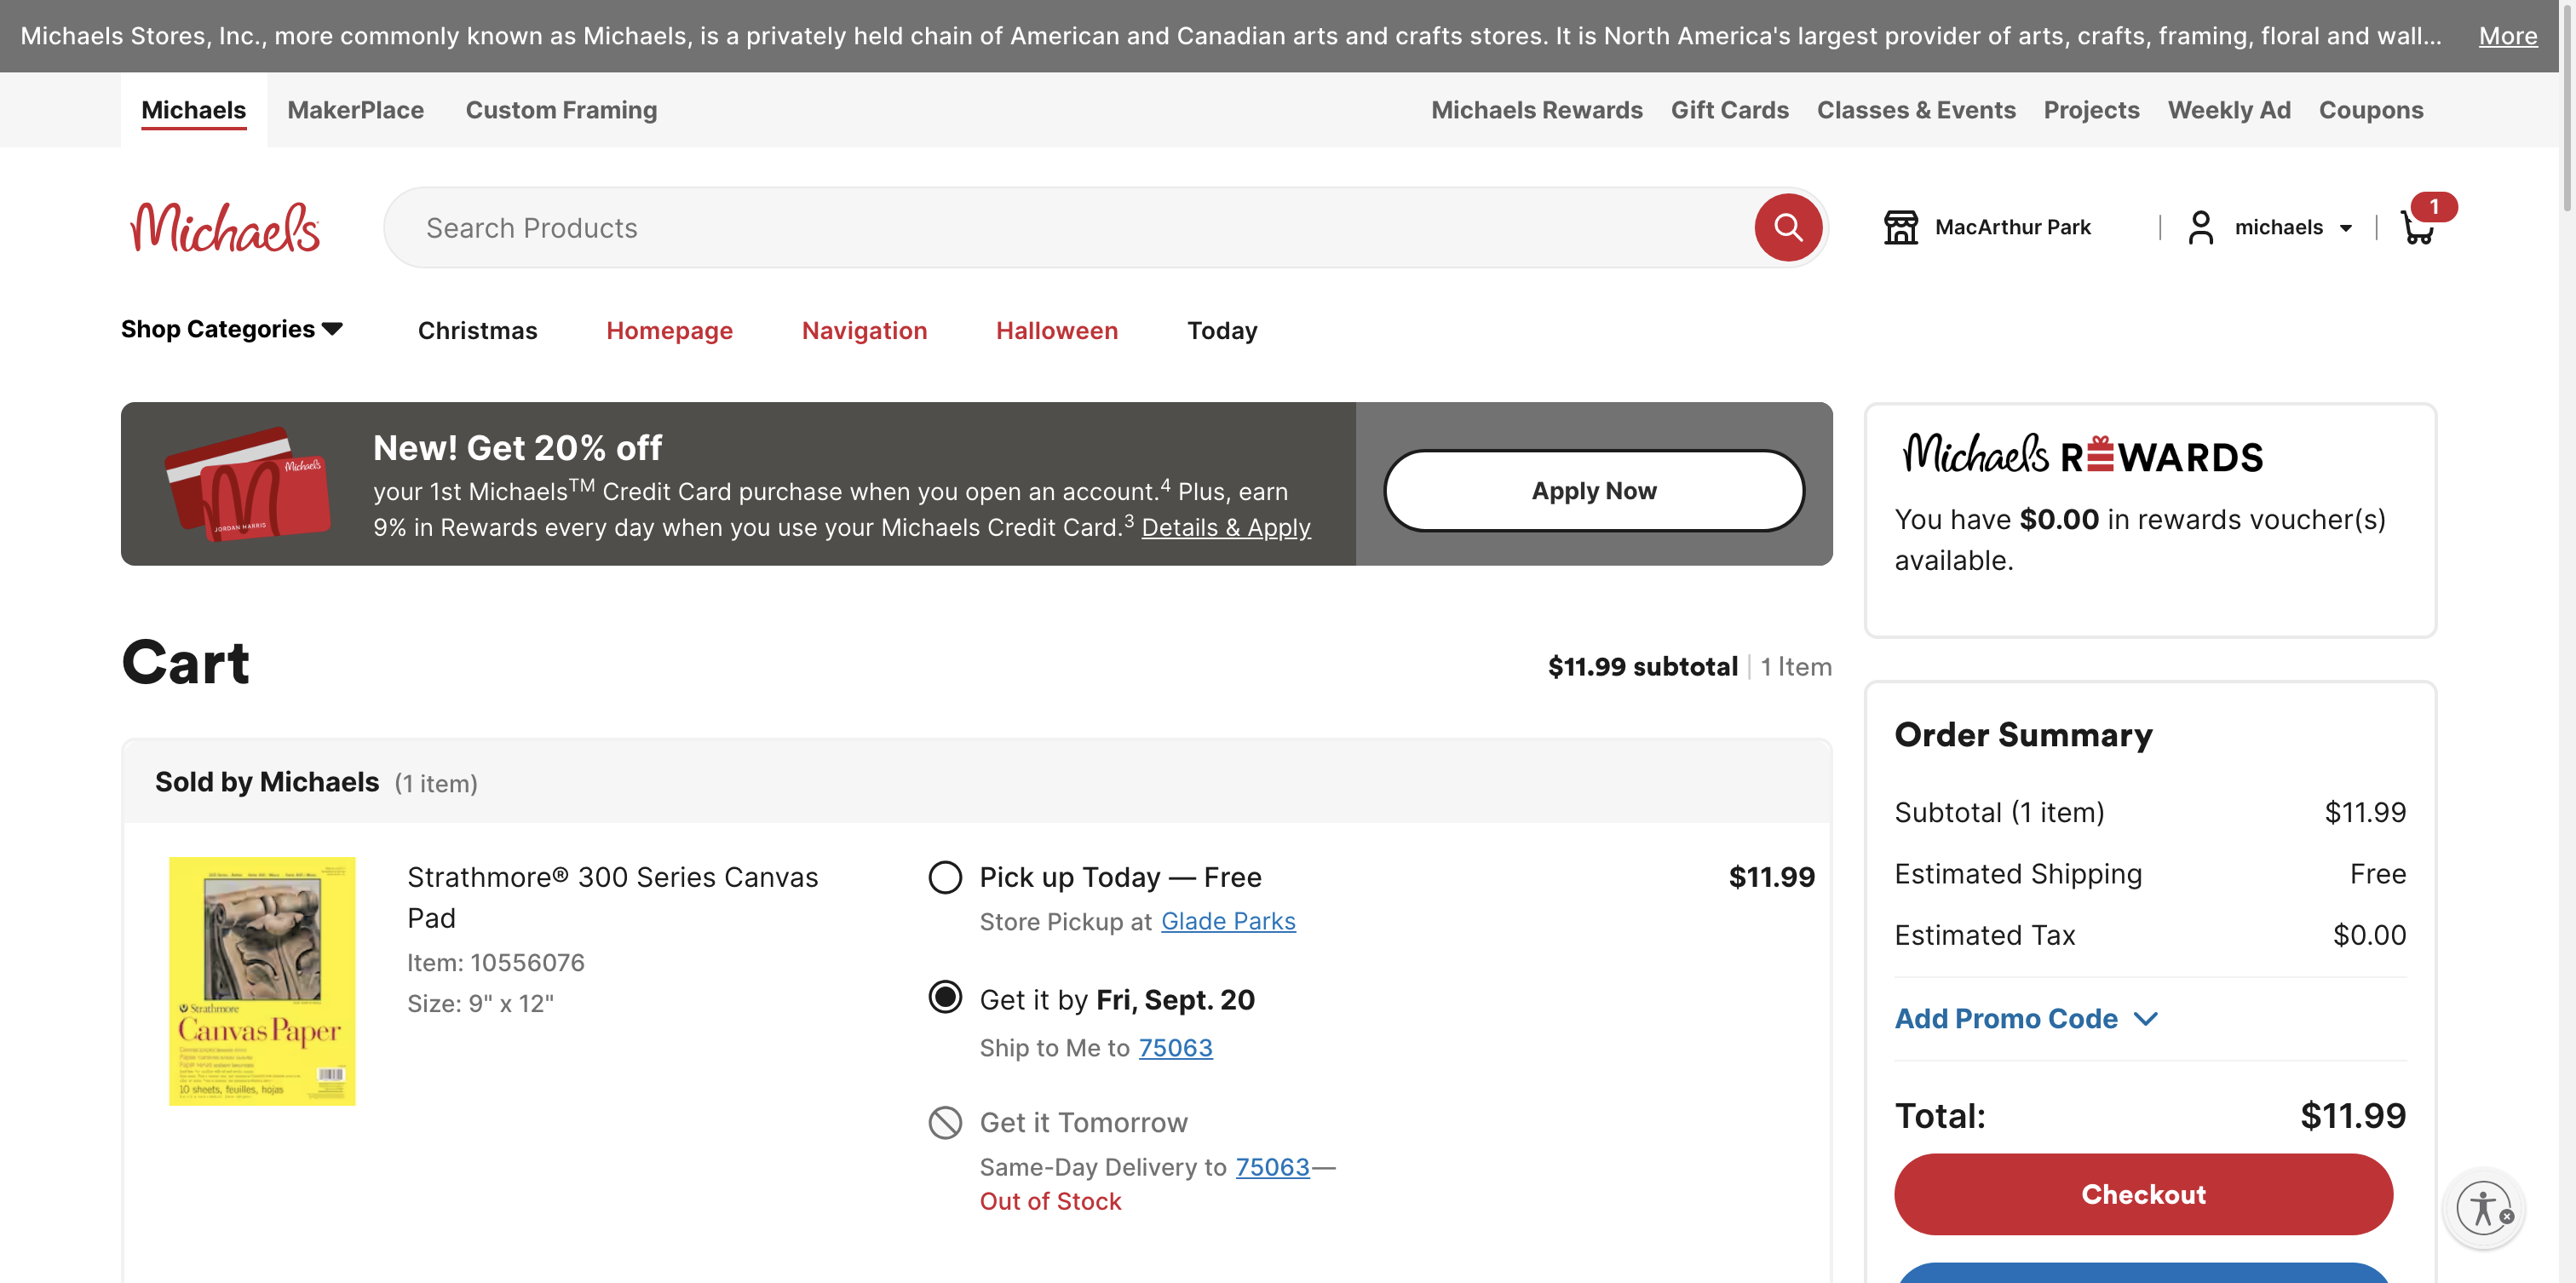 Michaels Stores, Inc., more commonly known as Michaels, is a privately held chain of American and Canadian arts and crafts stores. It is North America's largest provider of arts, crafts, framing, floral and wall... More
Michaels MakerPlace Custom Framing Michaels Rewards Gift Cards Classes & Events Projects Weekly Ad Coupons
Michaels Search Products MacArthur Park michaels 1
Shop Categories Christmas Homepage Navigation Halloween Today
Michaels
JORDAN HARRIS
New! Get 20% off
your 1st Michaels™ Credit Card purchase when you open an account.⁴ Plus, earn
9% in Rewards every day when you use your Michaels Credit Card.³ Details & Apply
Apply Now
Michaels REWARDS
You have $0.00 in rewards voucher(s)
available.
Cart
$11.99 subtotal | 1 Item
Sold by Michaels (1 item)
Strathmore
Canvas Paper
10 sheets, feuilles, hojas
Strathmore® 300 Series Canvas
Pad
Item: 10556076
Size: 9" x 12"
Pick up Today — Free
Store Pickup at Glade Parks
Get it by Fri, Sept. 20
Ship to Me to 75063
Get it Tomorrow
Same-Day Delivery to 75063—
Out of Stock
$11.99
Order Summary
Subtotal (1 item) $11.99
Estimated Shipping Free
Estimated Tax $0.00
Add Promo Code
Total: $11.99
Checkout